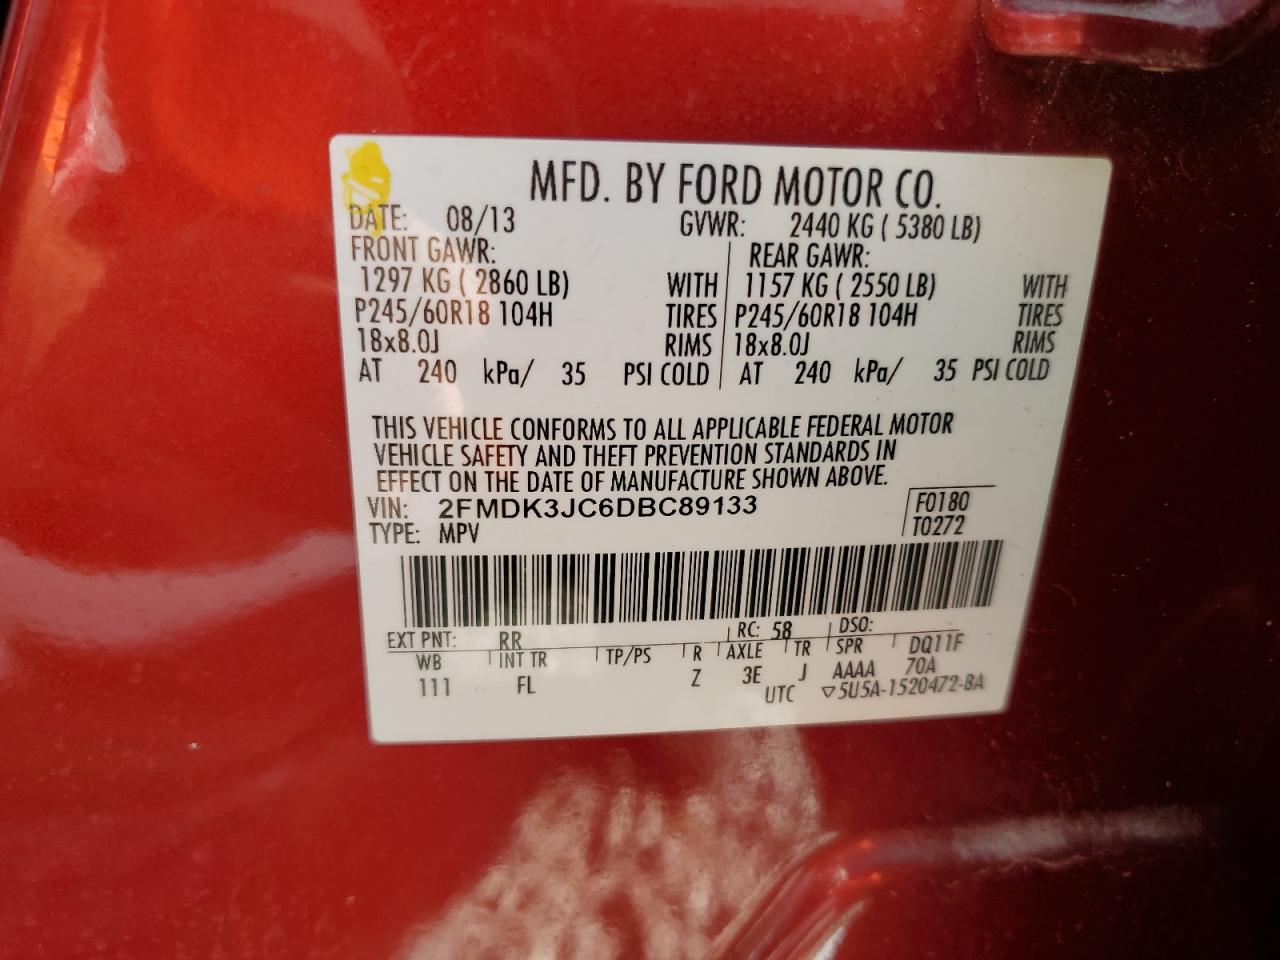 MFD. BY FORD MOTOR CO.
DATE: 08/13 GVWR: 2440 KG ( 5380 LB)
FRONT GAWR: REAR GAWR:
1297 KG ( 2860 LB) WITH 1157 KG ( 2550 LB) WITH
P245/60R18 104H TIRES P245/60R18 104H TIRES
18x8.0J RIMS 18x8.0J RIMS
AT 240 kPa/ 35 PSI COLD AT 240 kPa/ 35 PSI COLD
THIS VEHICLE CONFORMS TO ALL APPLICABLE FEDERAL MOTOR
VEHICLE SAFETY AND THEFT PREVENTION STANDARDS IN
EFFECT ON THE DATE OF MANUFACTURE SHOWN ABOVE.
VIN: 2FMDK3JC6DBC89133 F0180
TYPE: MPV T0272
EXT PNT: RR RC: 58 DSO:
WB INT TR TP/PS R AXLE TR SPR DQ11F
111 FL Z 3E J AAAA 70A
UTC ▽5U5A-1520472-BA